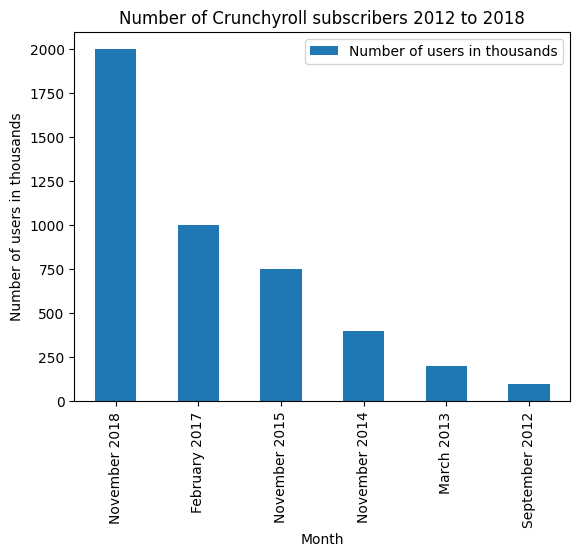 Number of Crunchyroll subscribers 2012 to 2018
Number of users in thousands
Number of users in thousands
2000
1750
1500
1250
1000
750
500
250
0
November 2018
February 2017
November 2015
November 2014
March 2013
September 2012
Month